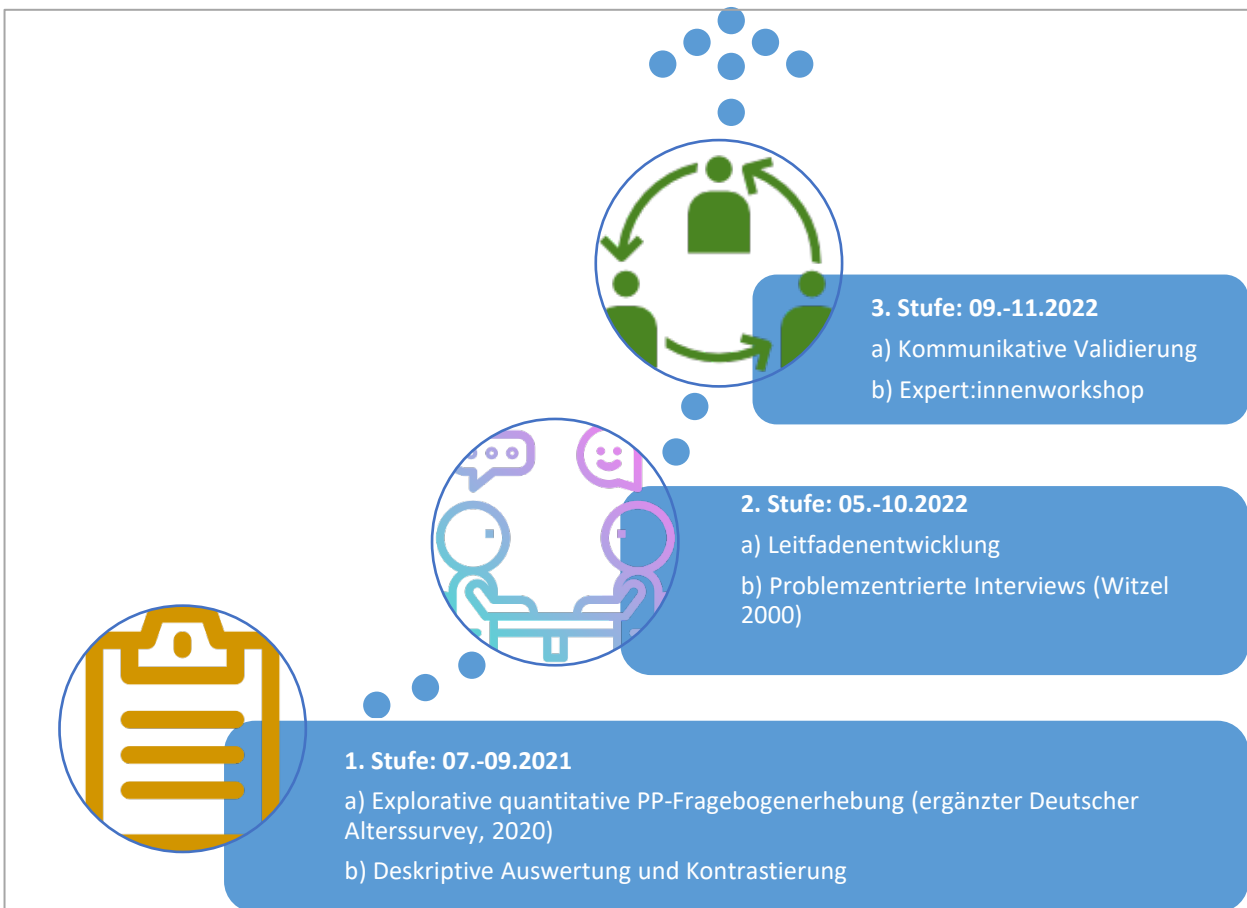 3. Stufe: 09.-11.2022
a) Kommunikative Validierung
b) Expert:innenworkshop
2. Stufe: 05.-10.2022
a) Leitfadenentwicklung
b) Problemzentrierte Interviews (Witzel
2000)
1. Stufe: 07.-09.2021
a) Explorative quantitative PP-Fragebogenerhebung (ergänzter Deutscher
Alterssurvey, 2020)
b) Deskriptive Auswertung und Kontrastierung